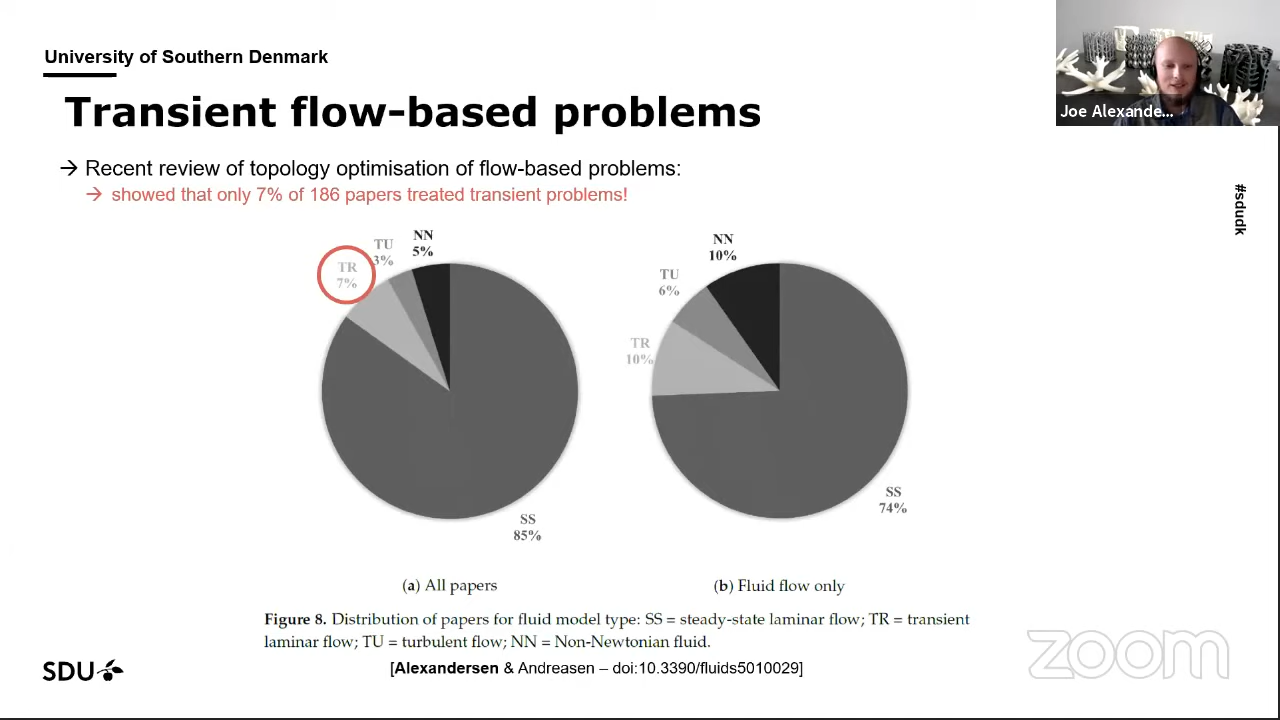 University of Southern Denmark
Transient flow-based problems
→ Recent review of topology optimisation of flow-based problems:
→ showed that only 7% of 186 papers treated transient problems!
Joe Alexande...
#sdudk
NN
5%
TU
3%
TR
7%
SS
85%
(a) All papers
NN
10%
TU
6%
TR
10%
SS
74%
(b) Fluid flow only
Figure 8. Distribution of papers for fluid model type: SS = steady-state laminar flow; TR = transient
laminar flow; TU = turbulent flow; NN = Non-Newtonian fluid.
[Alexandersen & Andreasen – doi:10.3390/fluids5010029]
SDU
zoom